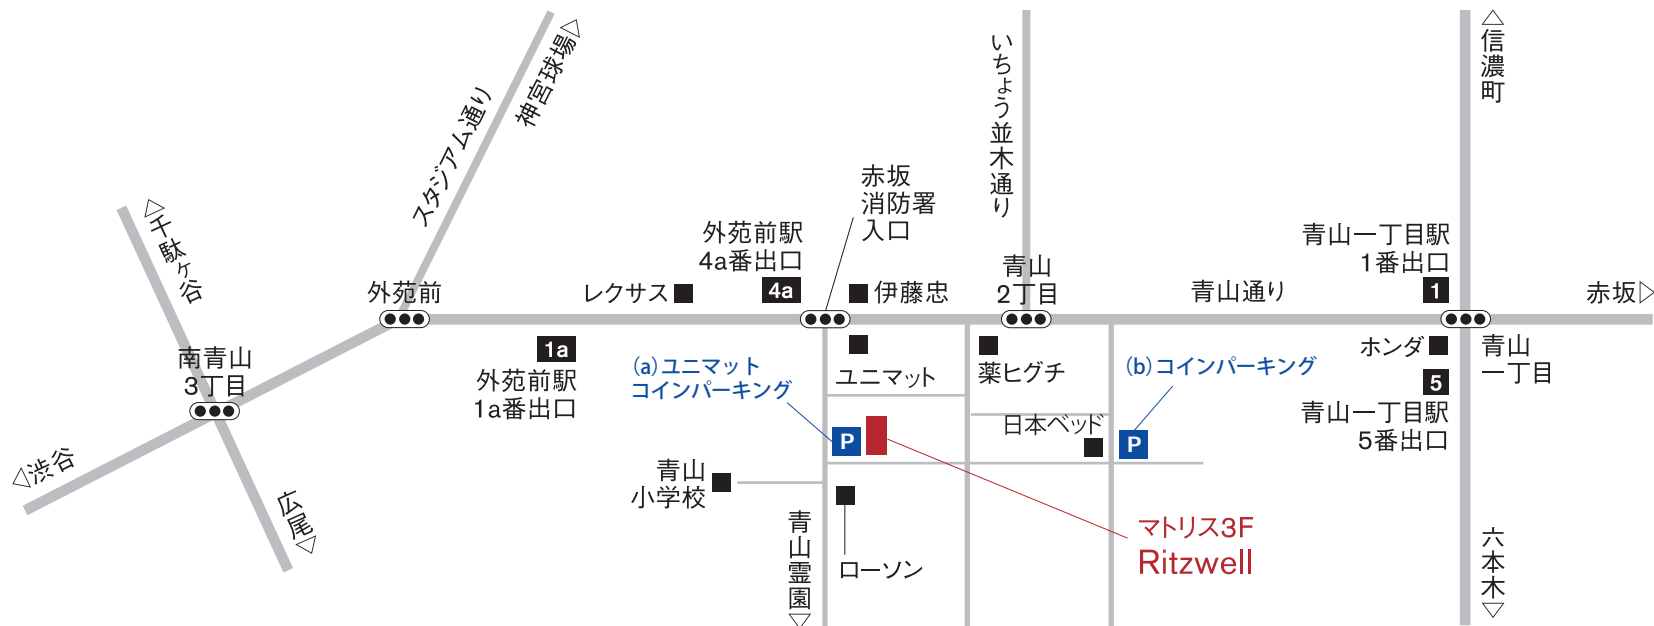 神宮球場▷
スタジアム通り
いちょう並木通り
△信濃町
△千駄ヶ谷
外苑前
レクサス
外苑前駅
4a番出口
4a
赤坂
消防署
入口
伊藤忠
青山
2丁目
青山通り
青山一丁目駅
1番出口
1
赤坂▷
南青山
3丁目
1a
外苑前駅
1a番出口
(a)ユニマット
コインパーキング
ユニマット
薬ヒグチ
(b)コインパーキング
ホンダ
青山
一丁目
5
青山一丁目駅
5番出口
日本ベッド
P
P
◁渋谷
広尾▽
青山
小学校
青山霊園▽
ローソン
マトリス3F
Ritzwell
六本木▽